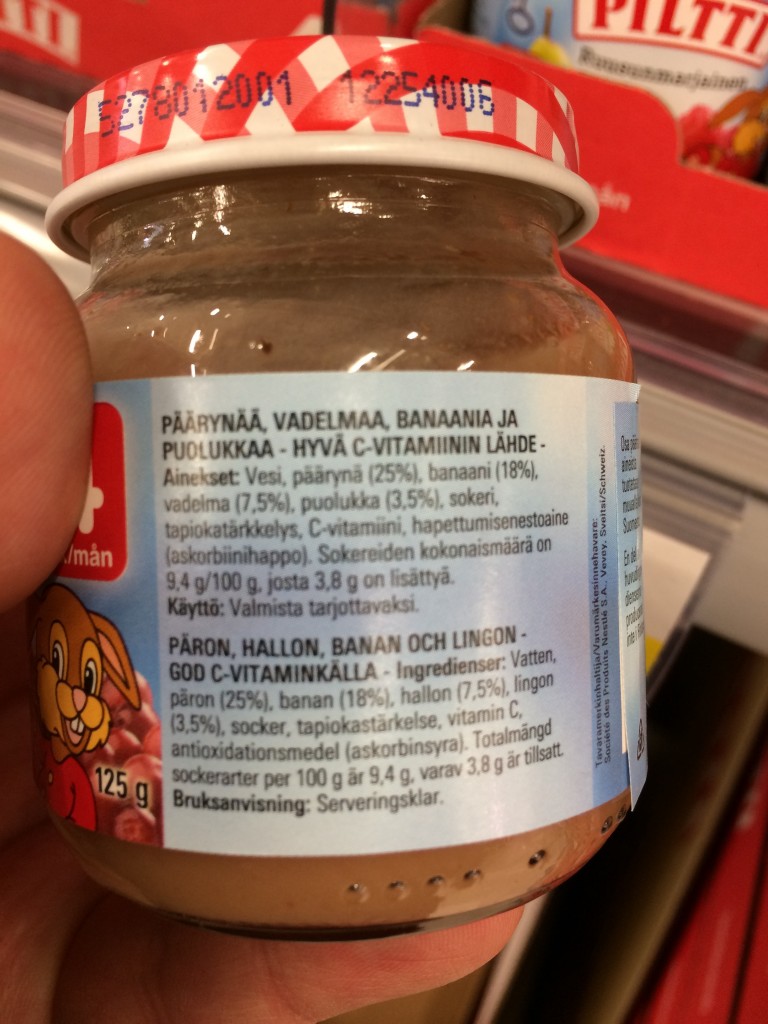 PILTTI
Ruusunmarjainen
5278012001 12254006
PÄÄRYNÄÄ, VADELMAA, BANAANIA JA
PUOLUKKAA - HYVÄ C-VITAMIININ LÄHDE -
Ainekset: Vesi, päärynä (25%), banaani (18%),
vadelma (7,5%), puolukka (3,5%), sokeri,
tapiokatärkkelys, C-vitamiini, hapettumisenestoaine
(askorbiinihappo). Sokereiden kokonaismäärä on
9,4 g/100 g, josta 3,8 g on lisättyä.
Käyttö: Valmista tarjottavaksi.
PÄRON, HALLON, BANAN OCH LINGON -
GOD C-VITAMINKÄLLA - Ingredienser: Vatten,
päron (25%), banan (18%), hallon (7,5%), lingon
(3,5%), socker, tapiokastärkelse, vitamin C,
antioxidationsmedel (askorbinsyra). Totalmängd
sockerarter per 100 g är 9,4 g, varav 3,8 g är tillsatt.
Bruksanvisning: Serveringsklar.
/mån
125 g
Tavaramerkinhaltija/Varumärkesinnehavare:
Société des Produits Nestlé S.A., Vevey, Sveitsi/Schweiz.
Osa
En del